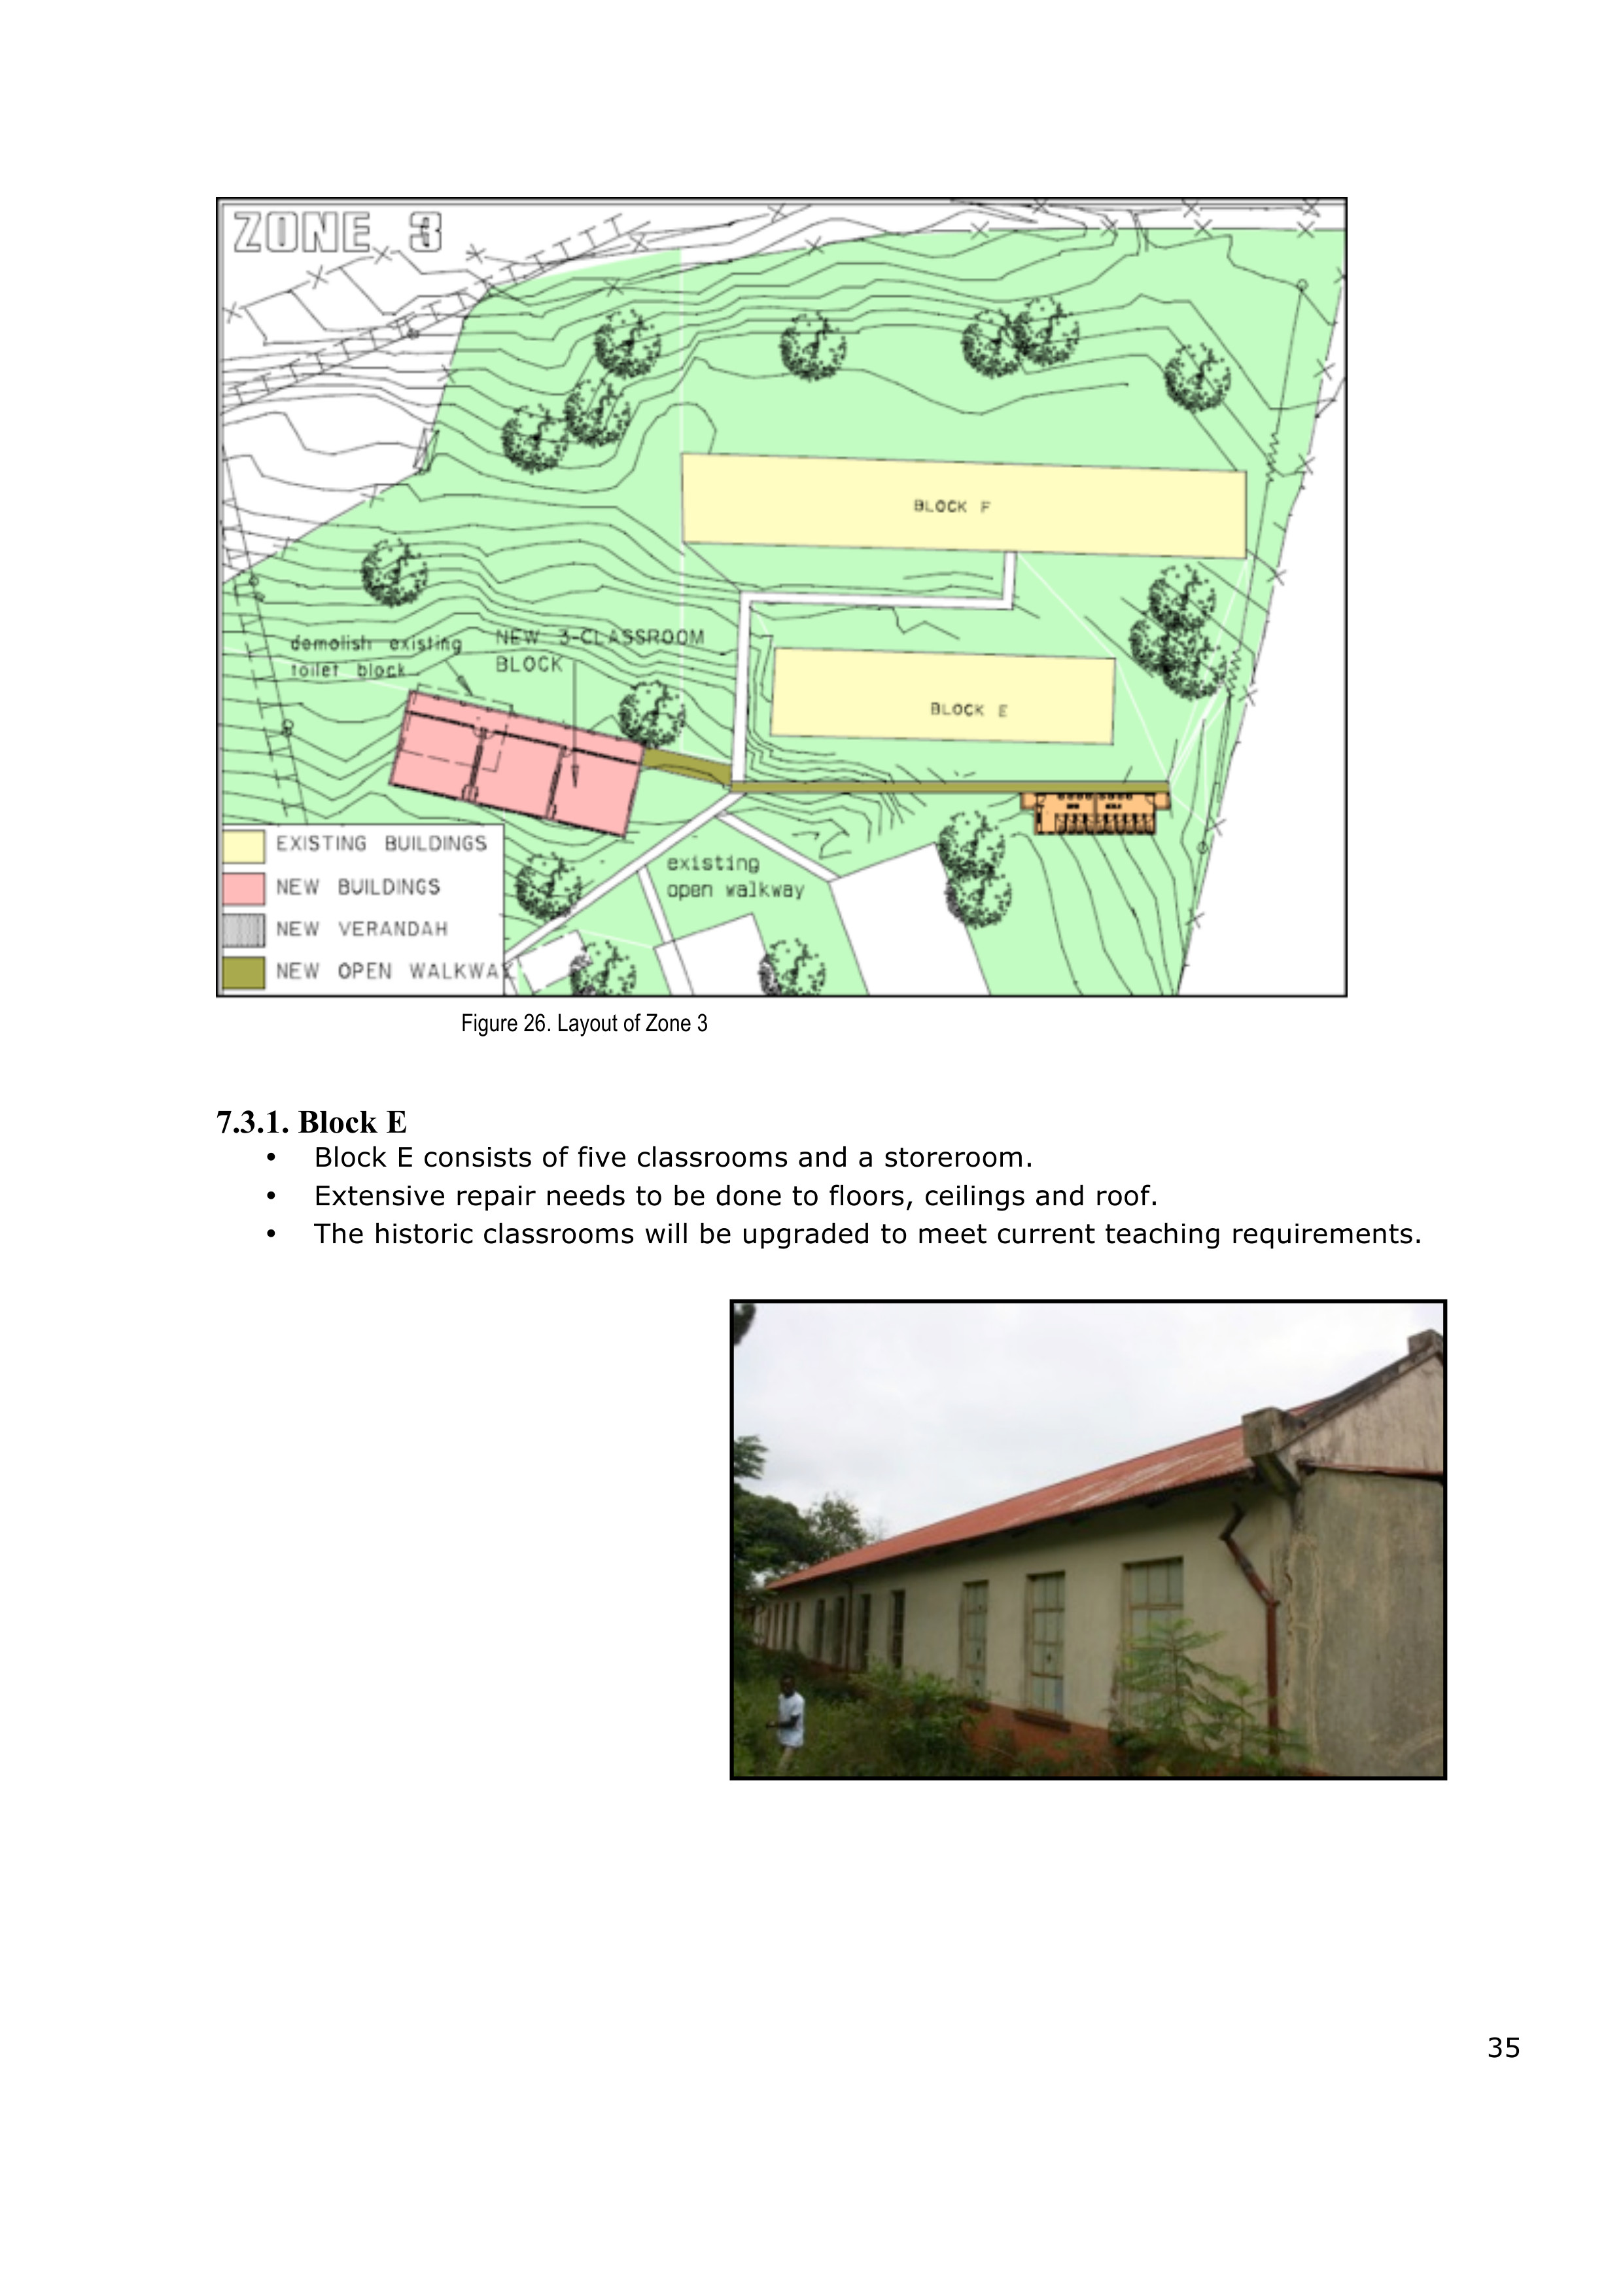 ZONE 3
BLOCK F
demolish existing
toilet block
NEW 3-CLASSROOM
BLOCK
BLOCK E
existing
open walkway
EXISTING BUILDINGS
NEW BUILDINGS
NEW VERANDAH
NEW OPEN WALKWAY
Figure 26. Layout of Zone 3
7.3.1. Block E
• Block E consists of five classrooms and a storeroom.
• Extensive repair needs to be done to floors, ceilings and roof.
• The historic classrooms will be upgraded to meet current teaching requirements.
35